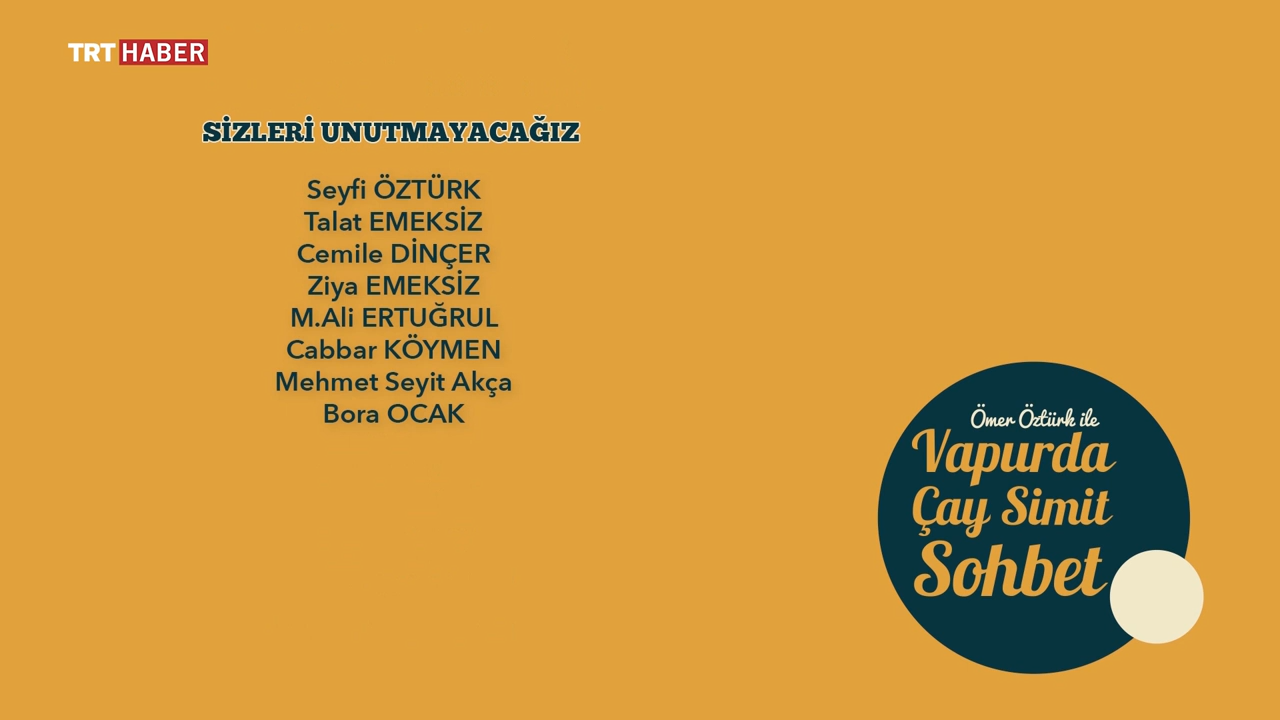 TRT HABER
SİZLERİ UNUTMAYACAĞIZ
Seyfi ÖZTÜRK
Talat EMEKSİZ
Cemile DİNÇER
Ziya EMEKSİZ
M.Ali ERTUĞRUL
Cabbar KÖYMEN
Mehmet Seyit Akça
Bora OCAK
Ömer Öztürk ile
Vapurda
Çay Simit
Sohbet